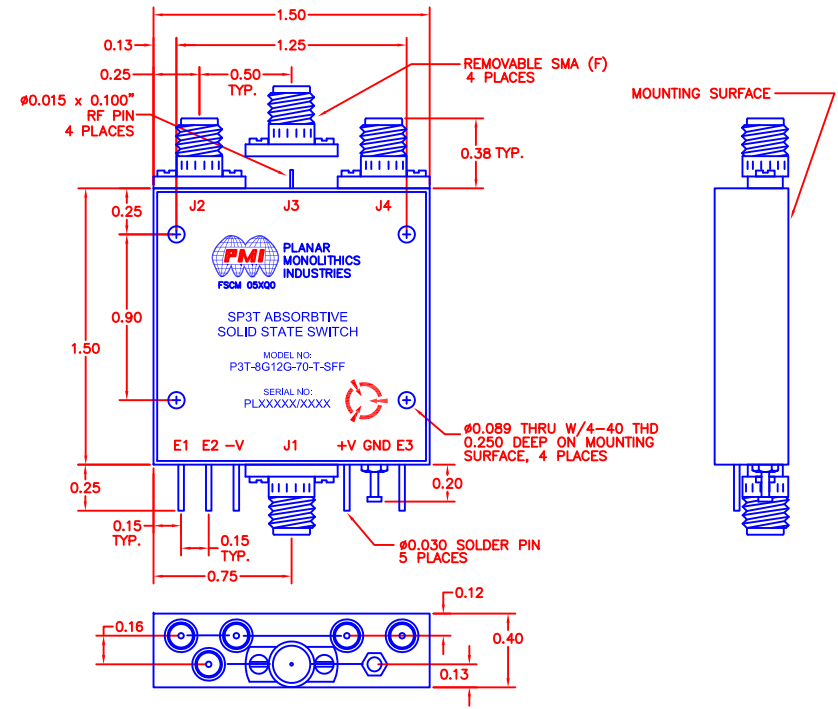 1.50
0.13
1.25
0.25
0.50
TYP.
REMOVABLE SMA (F)
4 PLACES
MOUNTING SURFACE
Ø0.015 x 0.100"
RF PIN
4 PLACES
0.38 TYP.
J2
J3
J4
0.25
PMI
PLANAR
MONOLITHICS
INDUSTRIES
FSCM 05XQ0
0.90
1.50
SP3T ABSORBTIVE
SOLID STATE SWITCH
MODEL NO:
P3T-8G12G-70-T-SFF
SERIAL NO:
PLXXXXX/XXXX
Ø0.089 THRU W/4-40 THD
0.250 DEEP ON MOUNTING
SURFACE, 4 PLACES
E1 E2 -V J1 +V GND E3
0.25
0.20
0.15
TYP.
0.15
TYP.
Ø0.030 SOLDER PIN
5 PLACES
0.75
0.12
0.16
0.40
0.13